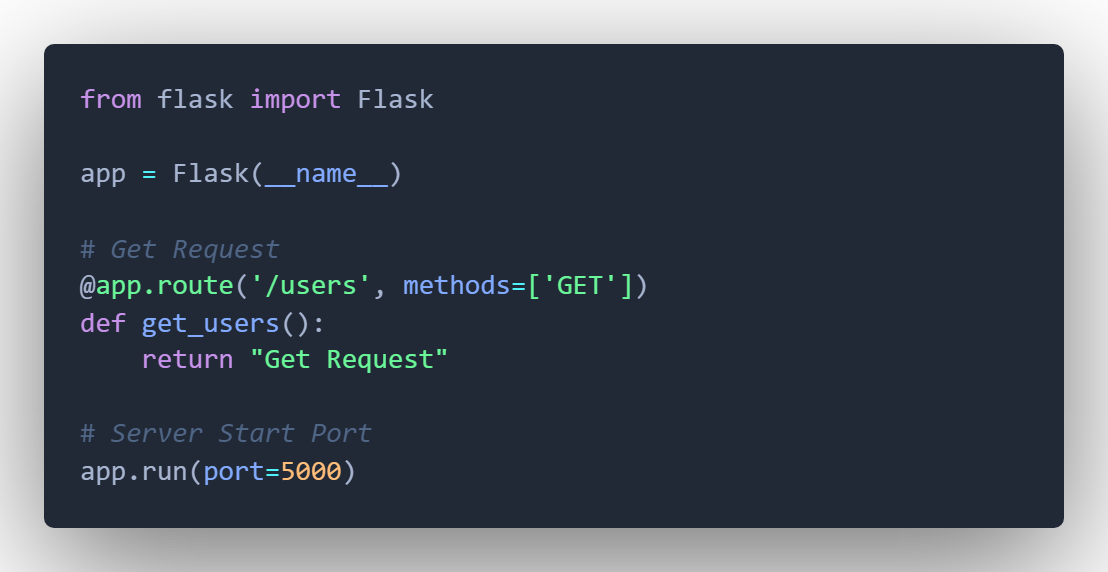 from flask import Flask
app = Flask(__name__)
# Get Request
@app.route('/users', methods=['GET'])
def get_users():
    return "Get Request"
# Server Start Port
app.run(port=5000)